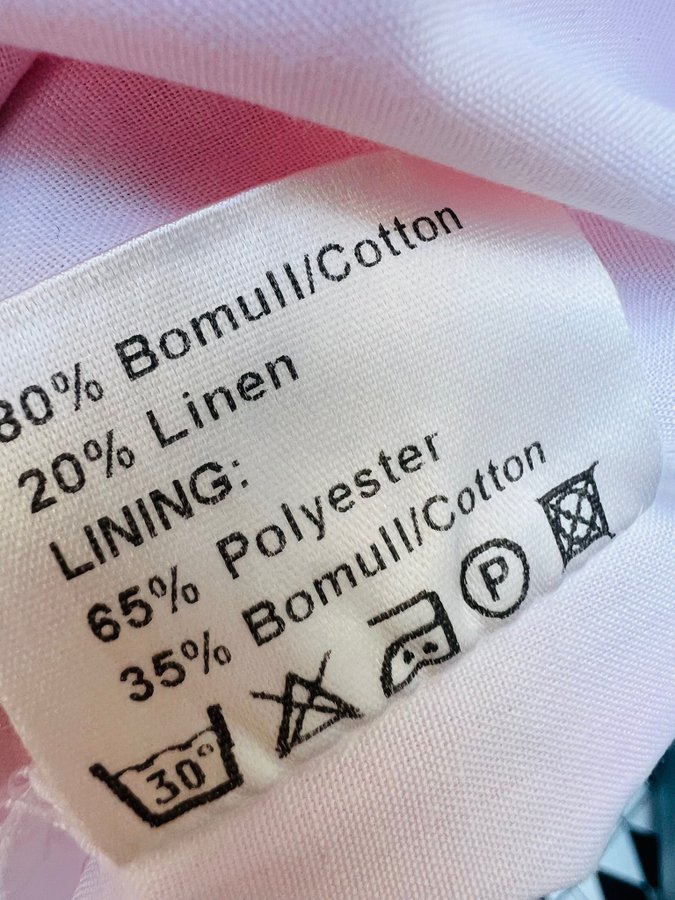 80% Bomull/Cotton
20% Linen
LINING:
65% Polyester
35% Bomull/Cotton
30° P